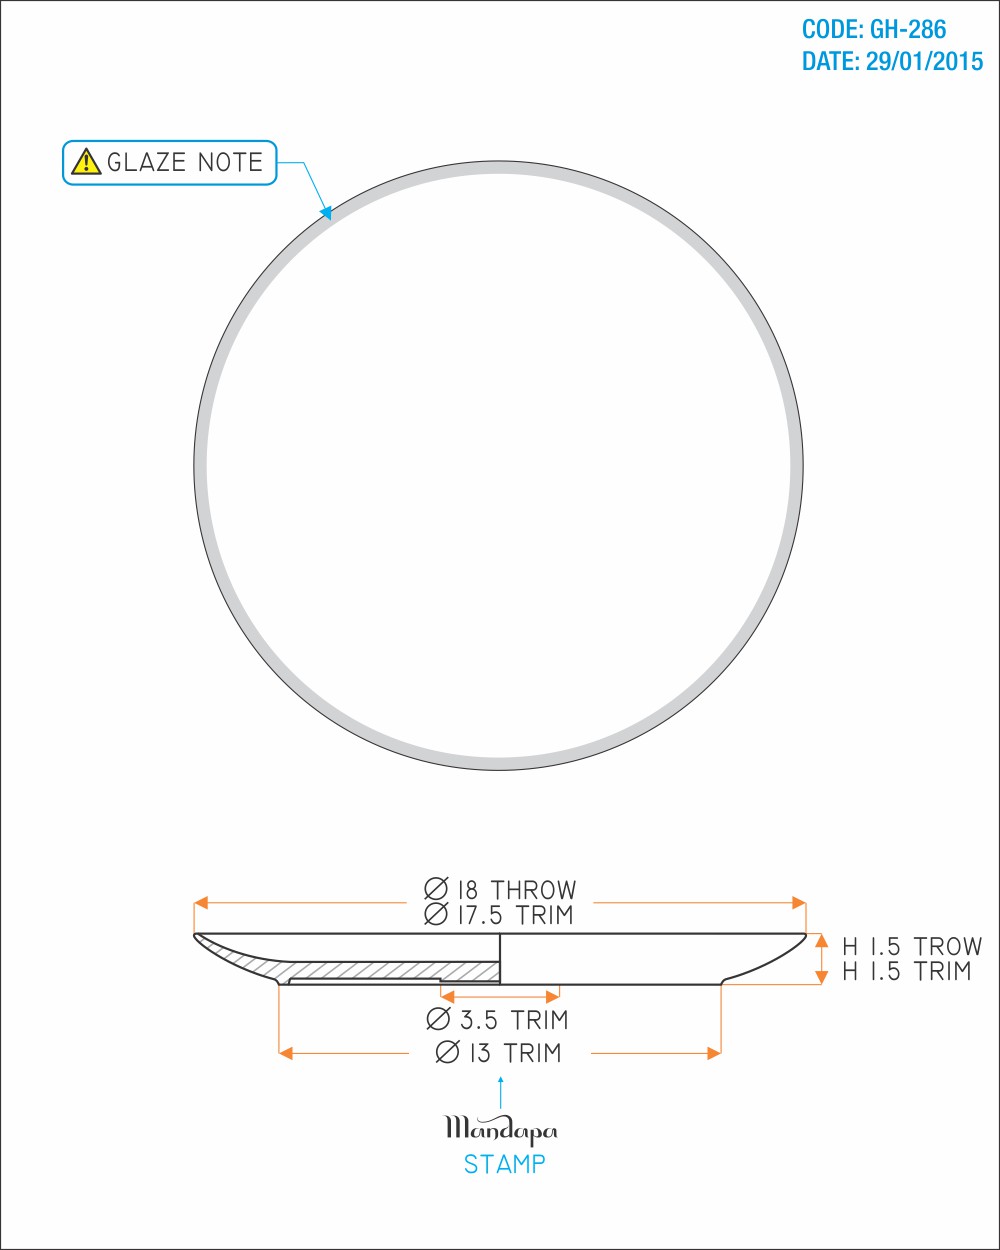 CODE: GH-286
DATE: 29/01/2015
GLAZE NOTE
Ø 18 THROW
Ø 17.5 TRIM
H 1.5 TROW
H 1.5 TRIM
Ø 3.5 TRIM
Ø 13 TRIM
Mandapa
STAMP